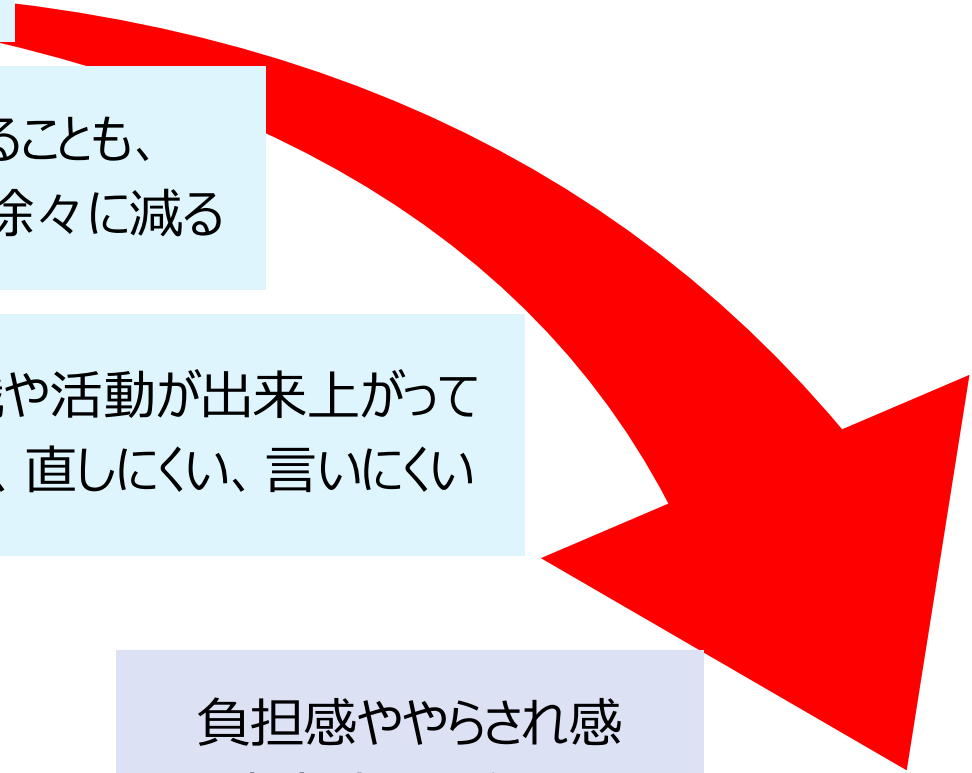 ることも、
徐々に減る
や活動が出来上がって
、直しにくい、言いにくい
負担感ややらされ感